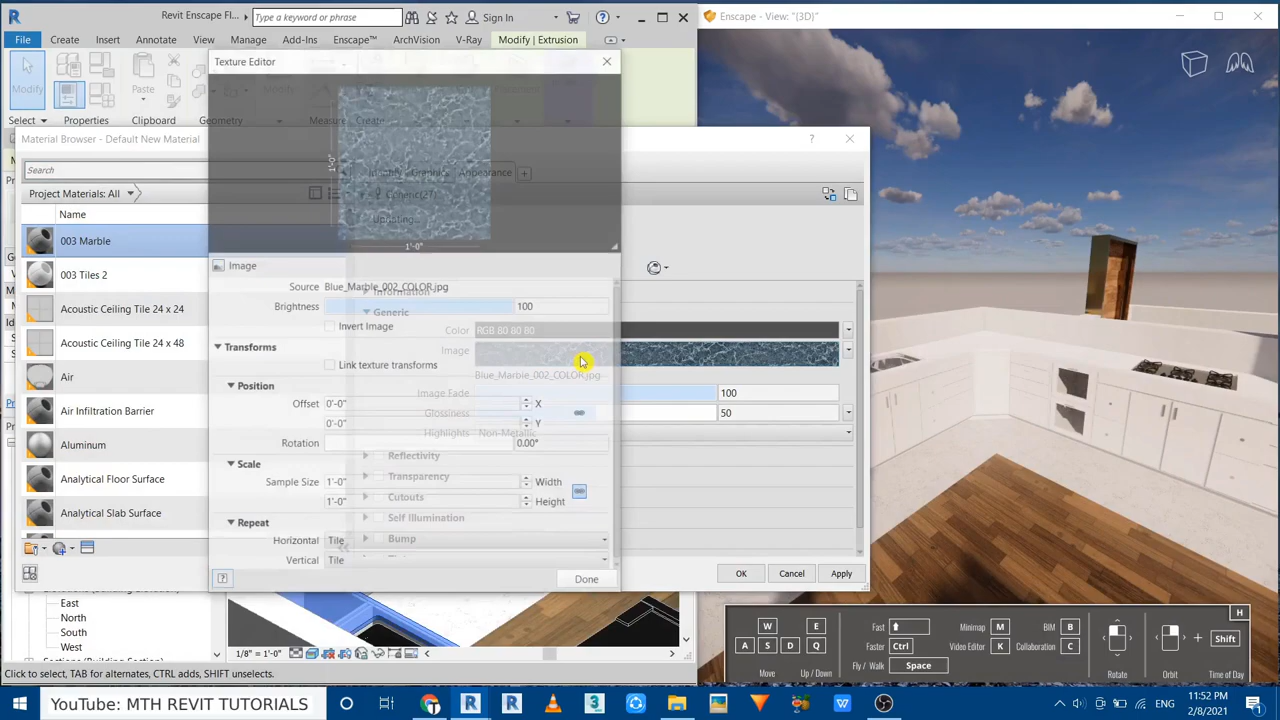 Revit Enscape Fl...
Type a keyword or phrase
Sign In
Enscape - View: "{3D}"
File
Create
Insert
Annotate
View
Manage
Add-Ins
Enscape™
ArchVision
V-Ray
Modify | Extrusion
Texture Editor
Modify
Paste
Select
Properties
Clipboard
Geometry
Measure
Create
Material Browser - Default New Material
?
Search
1'-0"
Identity
Graphics
Appearance
Project Materials: All
Generic(27)
Name
Updating...
003 Marble
1'-0"
Image
003 Tiles 2
Source
Blue_Marble_002_COLOR.jpg
Information
Acoustic Ceiling Tile 24 x 24
Brightness
100
Generic
Invert Image
Color
RGB 80 80 80
Acoustic Ceiling Tile 24 x 48
Transforms
Image
Link texture transforms
Blue_Marble_002_COLOR.jpg
Air
Position
Image Fade
100
Offset
0'-0"
X
Air Infiltration Barrier
Glossiness
50
0'-0"
Y
Highlights
Non-Metallic
Aluminum
Rotation
0.00°
Reflectivity
Scale
Transparency
Analytical Floor Surface
Sample Size
1'-0"
Width
Cutouts
1'-0"
Height
Analytical Slab Surface
Self Illumination
Repeat
Bump
Horizontal
Tile
Vertical
Tile
?
Done
OK
Cancel
Apply
East
North
South
West
Sections (Building Section)
1/8" = 1'-0"
Click to select, TAB for alternates, CTRL adds, SHIFT unselects.
H
W
E
A
S
D
Q
Space
Move
Up / Down
Fast
Faster
Ctrl
Fly / Walk
Minimap
M
Video Editor
K
BIM
B
Collaboration
C
Rotate
Orbit
+
Shift
Time of Day
YouTube: MTH REVIT TUTORIALS
ENG
11:52 PM
2/8/2021